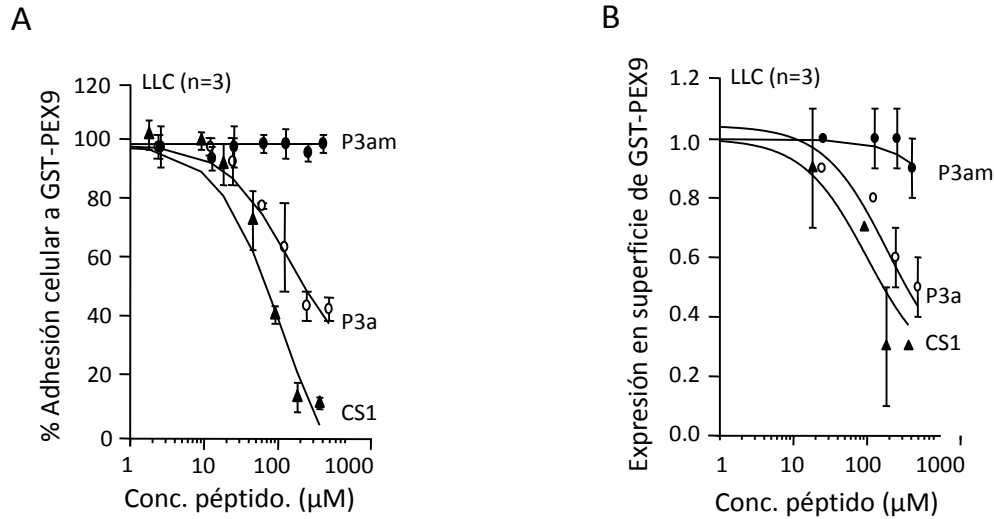 A
LLC (n=3)
% Adhesión celular a GST-PEX9
120
100
80
60
40
20
0
1
10
100
1000
Conc. péptido. (µM)
P3am
P3a
CS1
B
LLC (n=3)
Expresión en superficie de GST-PEX9
1.2
1.0
0.8
0.6
0.4
0.2
0.0
1
10
100
1000
Conc. péptido (µM)
P3am
P3a
CS1